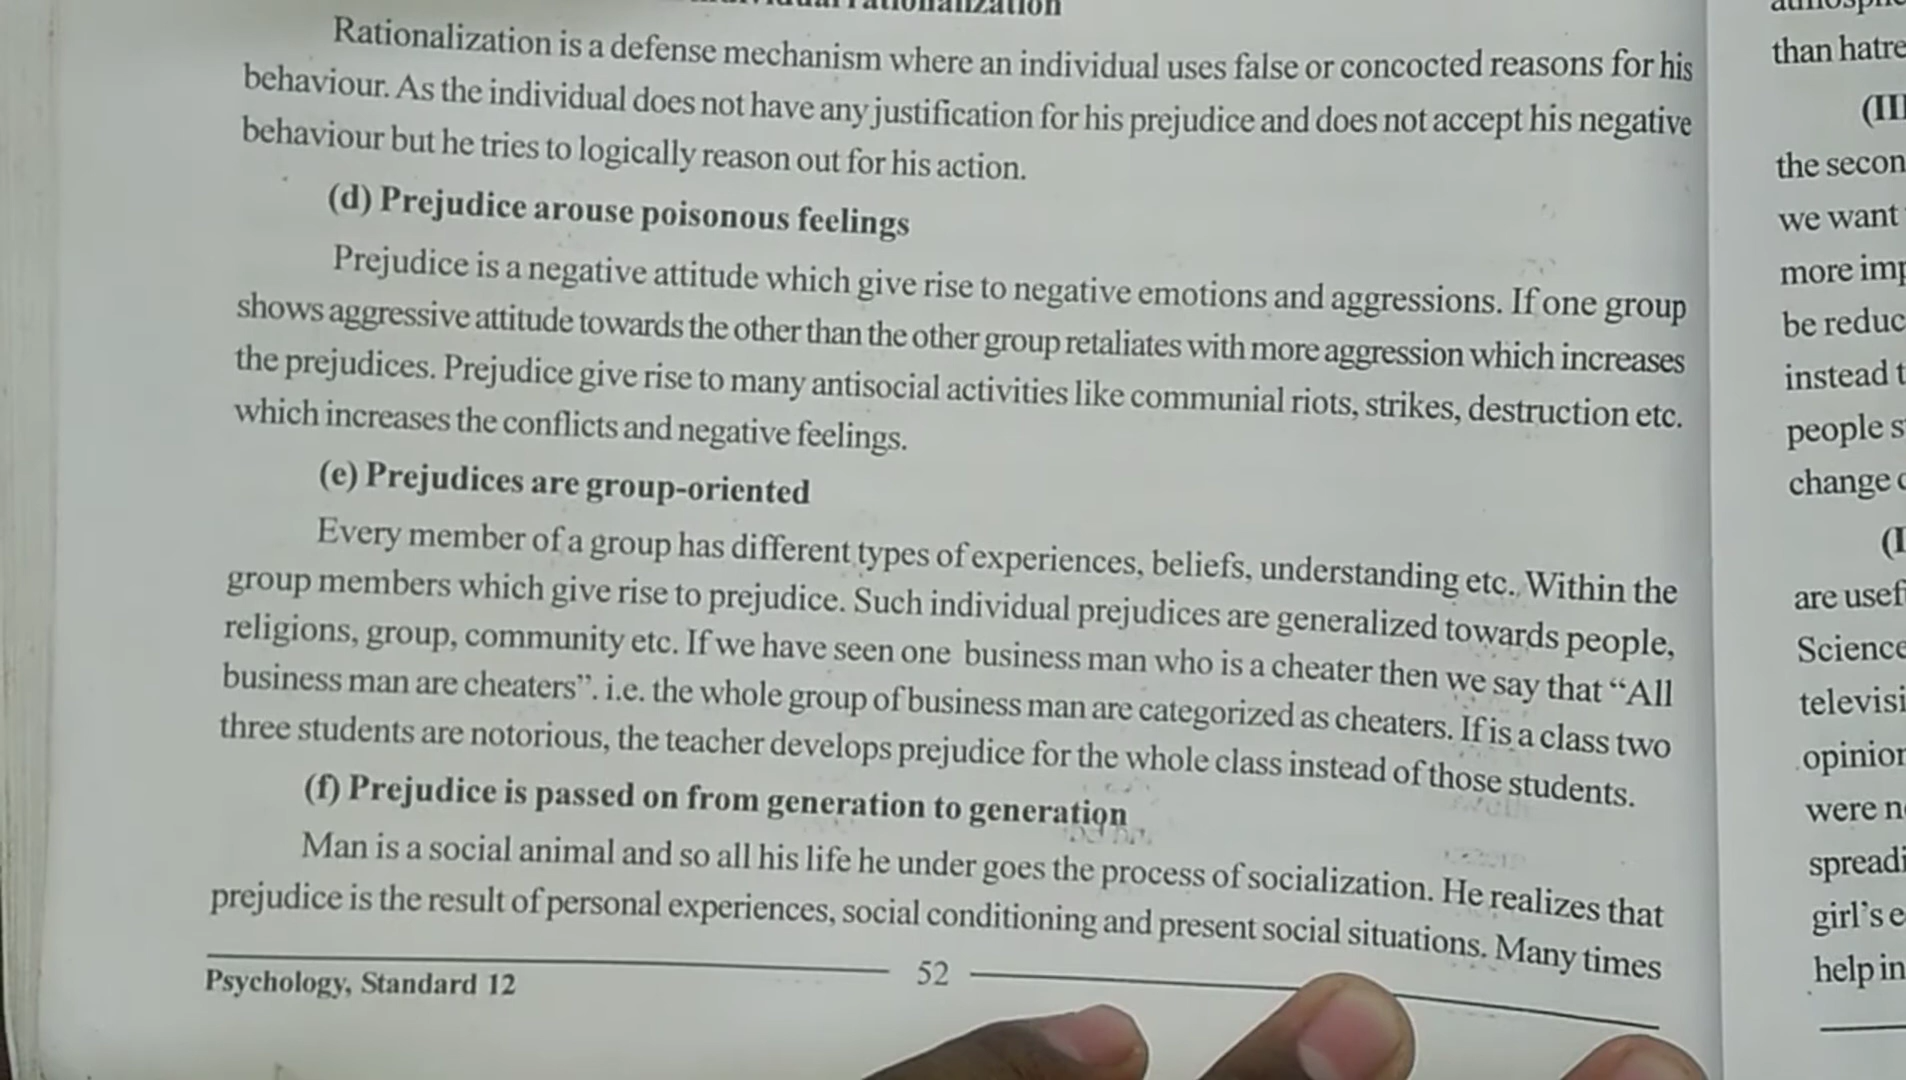 rationalization
Rationalization is a defense mechanism where an individual uses false or concocted reasons for his
behaviour. As the individual does not have any justification for his prejudice and does not accept his negative
behaviour but he tries to logically reason out for his action.
(d) Prejudice arouse poisonous feelings
Prejudice is a negative attitude which give rise to negative emotions and aggressions. If one group
shows aggressive attitude towards the other than the other group retaliates with more aggression which increases
the prejudices. Prejudice give rise to many antisocial activities like communial riots, strikes, destruction etc.
which increases the conflicts and negative feelings.
(e) Prejudices are group-oriented
Every member of a group has different types of experiences, beliefs, understanding etc. Within the
group members which give rise to prejudice. Such individual prejudices are generalized towards people,
religions, group, community etc. If we have seen one business man who is a cheater then we say that “All
business man are cheaters”. i.e. the whole group of business man are categorized as cheaters. If is a class two
three students are notorious, the teacher develops prejudice for the whole class instead of those students.
(f) Prejudice is passed on from generation to generation
Man is a social animal and so all his life he under goes the process of socialization. He realizes that
prejudice is the result of personal experiences, social conditioning and present social situations. Many times
Psychology, Standard 12
52
than hatre
(III
the secon
we want
more imp
be reduc
instead t
people s
change
(I
are usef
Science
televisi
opinion
were n
spreadi
girl's e
help in